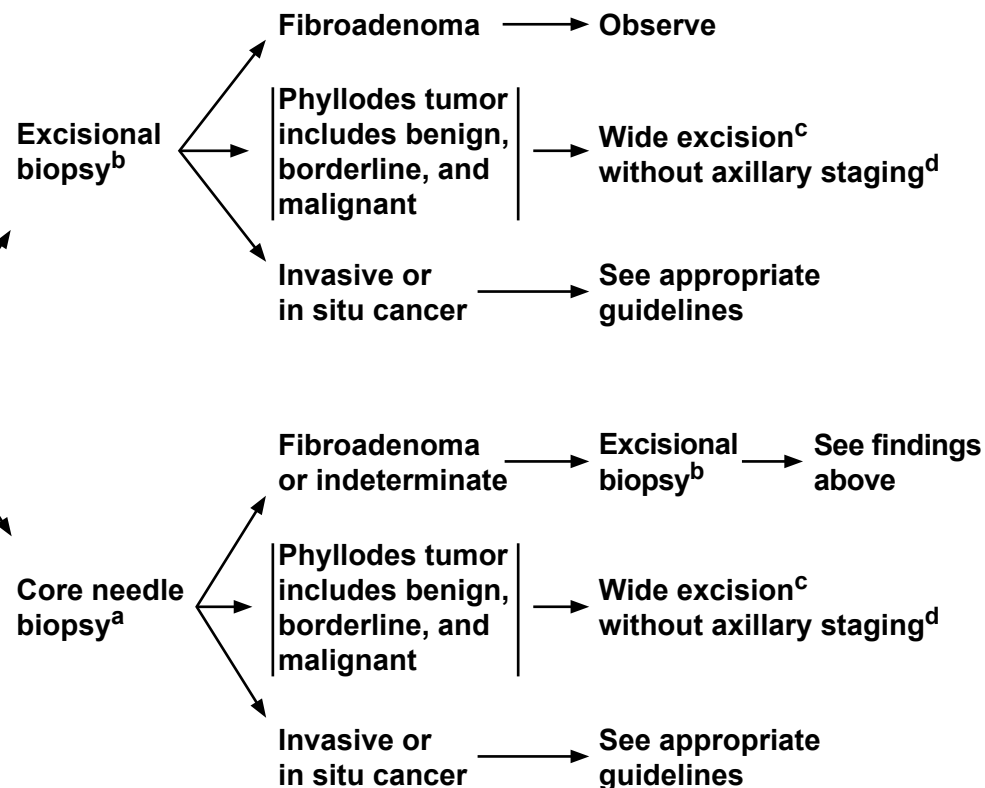 Fibroadenoma
Observe
Excisional
biopsyb
Phyllodes tumor
includes benign,
borderline, and
malignant
Wide excisionc
without axillary stagingd
Invasive or
in situ cancer
See appropriate
guidelines
Fibroadenoma
or indeterminate
Excisional
biopsyb
See findings
above
Core needle
biopsya
Phyllodes tumor
includes benign,
borderline, and
malignant
Wide excisionc
without axillary stagingd
Invasive or
in situ cancer
See appropriate
guidelines